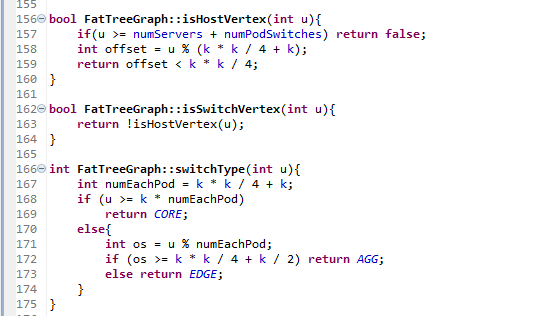 155
156 bool FatTreeGraph::isHostVertex(int u){
157     if(u >= numServers + numPodSwitches) return false;
158     int offset = u % (k * k / 4 + k);
159     return offset < k * k / 4;
160 }
161
162 bool FatTreeGraph::isSwitchVertex(int u){
163     return !isHostVertex(u);
164 }
165
166 int FatTreeGraph::switchType(int u){
167     int numEachPod = k * k / 4 + k;
168     if (u >= k * numEachPod)
169         return CORE;
170     else{
171         int os = u % numEachPod;
172         if (os >= k * k / 4 + k / 2) return AGG;
173         else return EDGE;
174     }
175 }